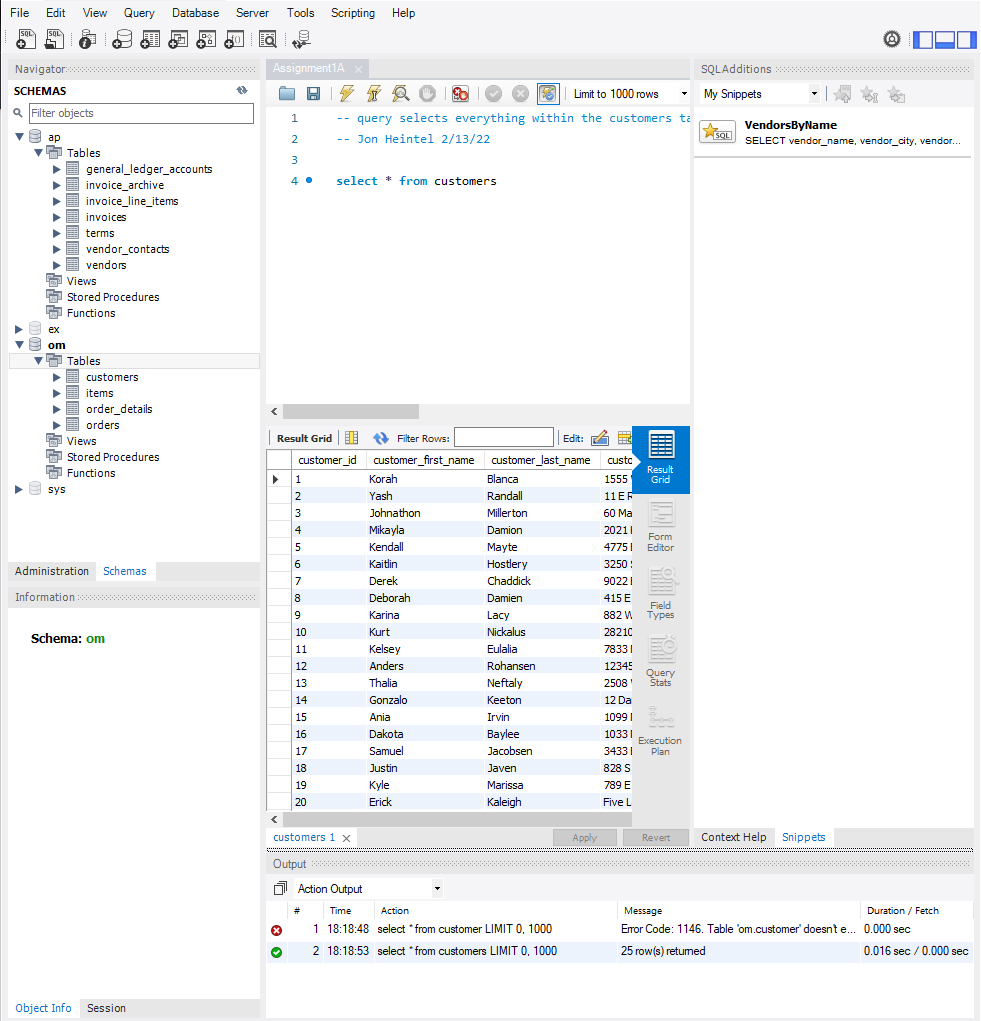 File Edit View Query Database Server Tools Scripting Help
Navigator
SCHEMAS
Filter objects
ap
Tables
general_ledger_accounts
invoice_archive
invoice_line_items
invoices
terms
vendor_contacts
vendors
Views
Stored Procedures
Functions
ex
om
Tables
customers
items
order_details
orders
Views
Stored Procedures
Functions
sys
Administration Schemas
Information
Schema: om
Object Info Session
Assignment1A
Limit to 1000 rows
1 -- query selects everything within the customers ta
2 -- Jon Heintel 2/13/22
3
4 select * from customers
Result Grid Filter Rows: Edit:
customer_id customer_first_name customer_last_name custo
1 Korah Blanca 1555
2 Yash Randall 11 E R
3 Johnathon Millerton 60 Ma
4 Mikayla Damion 2021
5 Kendall Mayte 4775
6 Kaitlin Hostlery 3250
7 Derek Chaddick 9022
8 Deborah Damien 415 E
9 Karina Lacy 882 W
10 Kurt Nickalus 28210
11 Kelsey Eulalia 7833
12 Anders Rohansen 12345
13 Thalia Neftaly 2508
14 Gonzalo Keeton 12 Da
15 Ania Irvin 1099
16 Dakota Baylee 1033
17 Samuel Jacobsen 3433
18 Justin Javen 828 S
19 Kyle Marissa 789 E
20 Erick Kaleigh Five L
Result
Grid
Form
Editor
Field
Types
Query
Stats
Execution
Plan
customers 1 Apply Revert
SQLAdditions
My Snippets
SQL VendorsByName
SELECT vendor_name, vendor_city, vendor...
Context Help Snippets
Output
Action Output
# Time Action Message Duration / Fetch
1 18:18:48 select * from customer LIMIT 0, 1000 Error Code: 1146. Table 'om.customer' doesn't e... 0.000 sec
2 18:18:53 select * from customers LIMIT 0, 1000 25 row(s) returned 0.016 sec / 0.000 sec